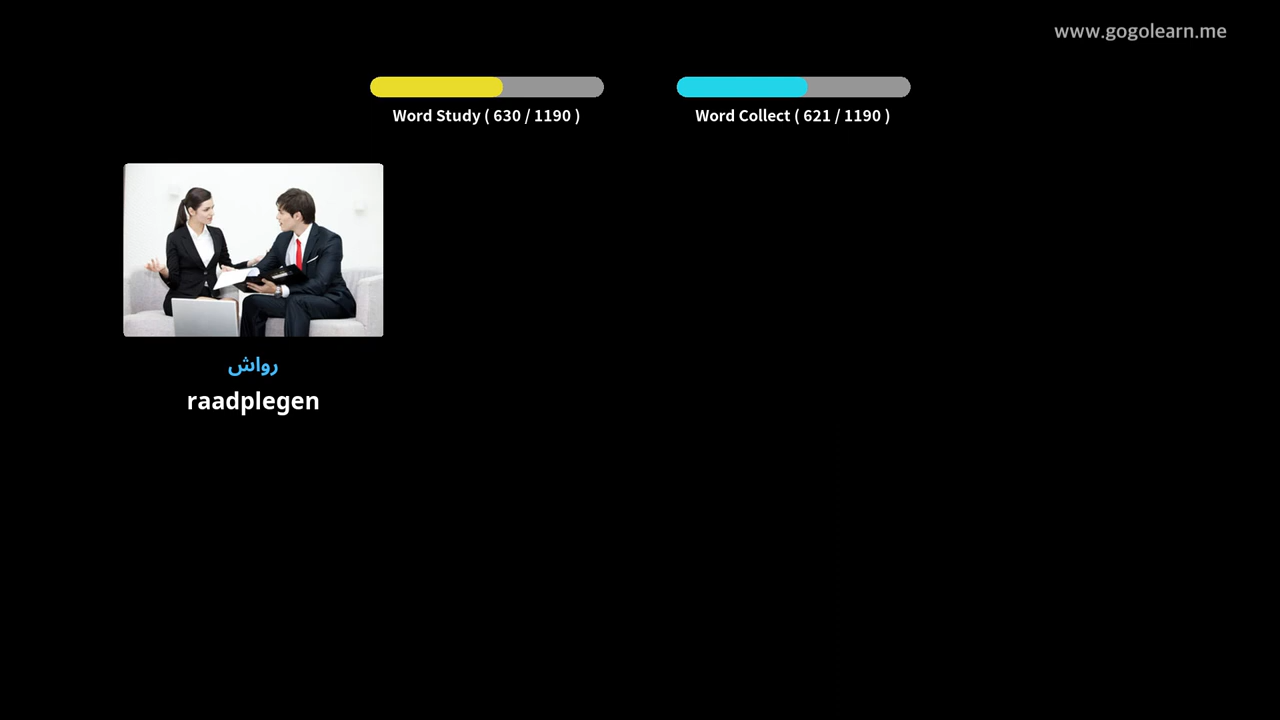 www.gogolearn.me
Word Study ( 630 / 1190 )
Word Collect ( 621 / 1190 )
رواش
raadplegen